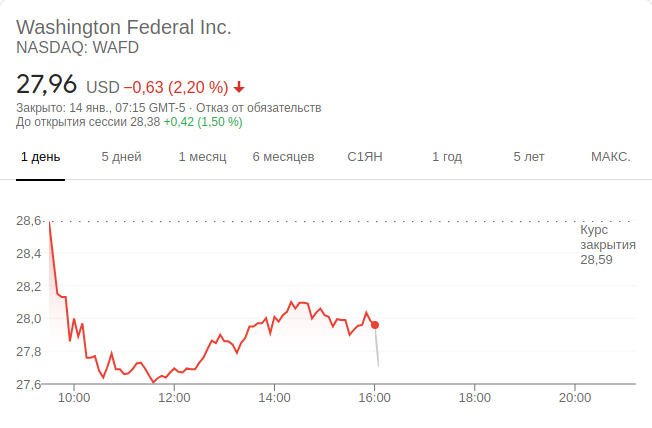 Washington Federal Inc.
NASDAQ: WAFD
27,96 USD −0,63 (2,20 %)
Закрыто: 14 янв., 07:15 GMT-5 · Отказ от обязательств
До открытия сессии 28,38 +0,42 (1,50 %)
1 день 5 дней 1 месяц 6 месяцев С1ЯН 1 год 5 лет МАКС.
28,6
Курс
закрытия
28,59
28,4
28,2
28,0
27,8
27,6
10:00 12:00 14:00 16:00 18:00 20:00